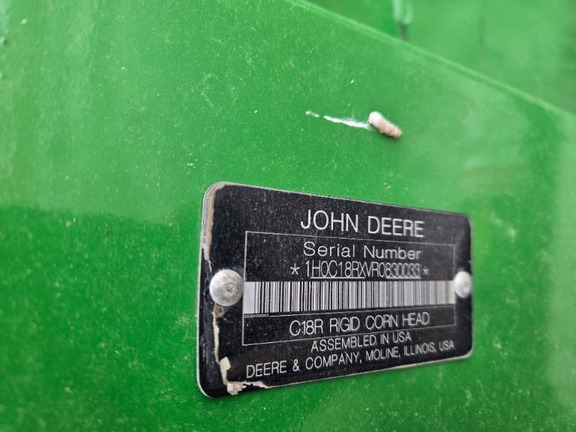 JOHN DEERE
Serial Number
*1H0C18RXVR0830033*
C18R RIGID CORN HEAD
ASSEMBLED IN USA
DEERE & COMPANY, MOLINE, ILLINOIS, USA